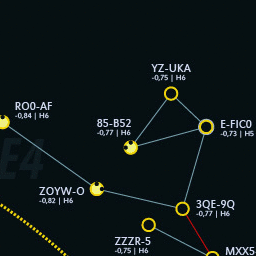 YZ-UKA
-0,75 | H6
RO0-AF
-0,84 | H6
85-B52
-0,77 | H6
E-FIC0
-0,73 | H5
E4
ZOYW-O
-0,82 | H6
3QE-9Q
-0,77 | H6
ZZZR-5
-0,75 | H6
MXX5